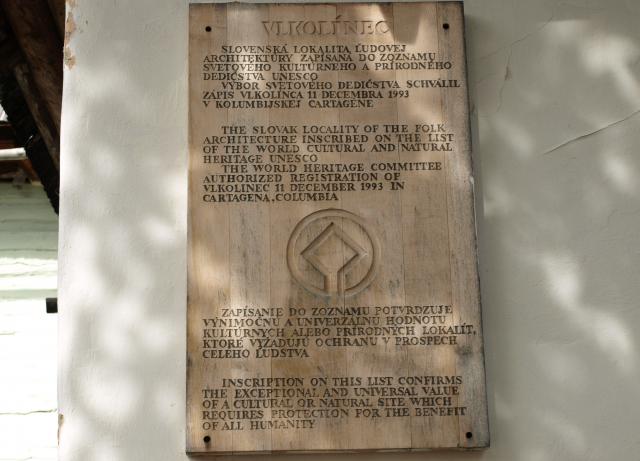 VLKOLÍNEC
SLOVENSKÁ LOKALITA ĽUDOVEJ
ARCHITEKTÚRY ZAPÍSANÁ DO ZOZNAMU
SVETOVÉHO KULTÚRNEHO A PRÍRODNÉHO
DEDIČSTVA UNESCO
VÝBOR SVETOVÉHO DEDIČSTVA SCHVÁLIL
ZÁPIS VLKOLÍNCA 11 DECEMBRA 1993
V KOLUMBIJSKEJ CARTAGENE
THE SLOVAK LOCALITY OF THE FOLK
ARCHITECTURE INSCRIBED ON THE LIST
OF THE WORLD CULTURAL AND NATURAL
HERITAGE UNESCO
THE WORLD HERITAGE COMMITTEE
AUTHORIZED REGISTRATION OF
VLKOLINEC 11 DECEMBER 1993 IN
CARTAGENA, COLUMBIA
ZAPÍSANIE DO ZOZNAMU POTVRDZUJE
VÝNIMOČNÚ A UNIVERZÁLNU HODNOTU
KULTÚRNYCH ALEBO PRÍRODNÝCH LOKALÍT,
KTORÉ VYŽADUJÚ OCHRANU V PROSPECH
CELÉHO ĽUDSTVA
INSCRIPTION ON THIS LIST CONFIRMS
THE EXCEPTIONAL AND UNIVERSAL VALUE
OF A CULTURAL OR NATURAL SITE WHICH
REQUIRES PROTECTION FOR THE BENEFIT
OF ALL HUMANITY